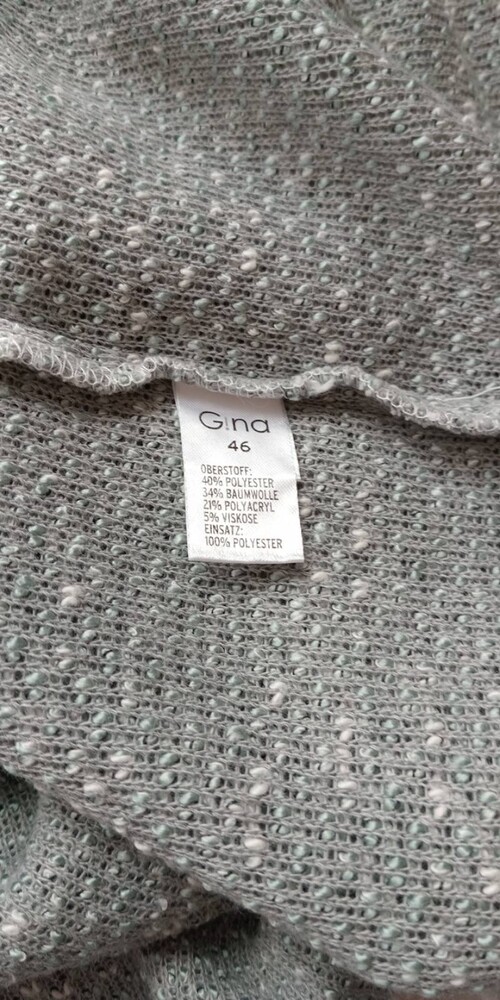 Gina
46
OBERSTOFF:
40% POLYESTER
34% BAUMWOLLE
21% POLYACRYL
5% VISKOSE
EINSATZ:
100% POLYESTER